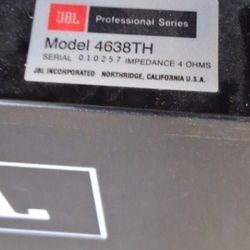 JBL Professional Series
Model 4638TH
SERIAL 010257 IMPEDANCE 4 OHMS
JBL INCORPORATED NORTHRIDGE, CALIFORNIA U.S.A.